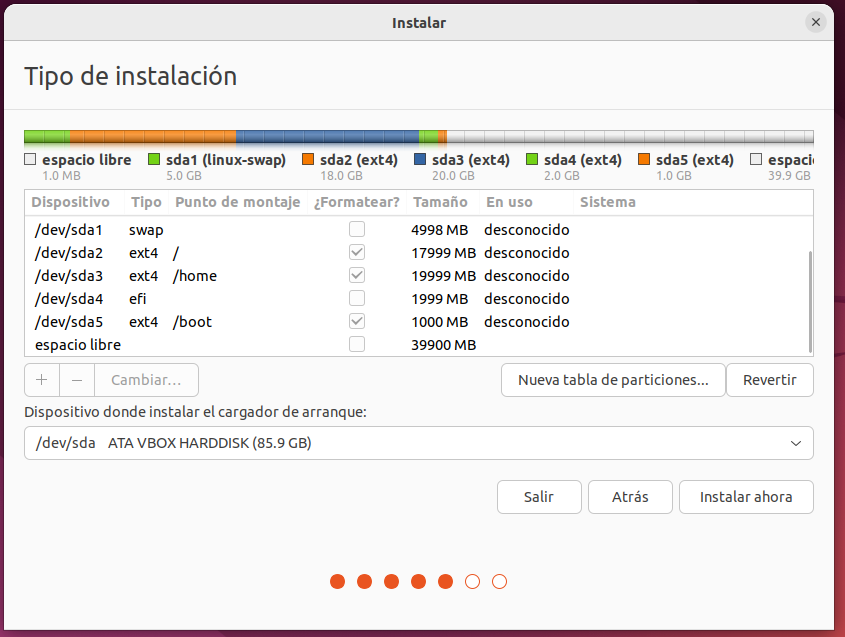 Instalar
Tipo de instalación
espacio libre sda1 (linux-swap) sda2 (ext4) sda3 (ext4) sda4 (ext4) sda5 (ext4) espaci
1.0 MB 5.0 GB 18.0 GB 20.0 GB 2.0 GB 1.0 GB 39.9 GB
Dispositivo Tipo Punto de montaje ¿Formatear? Tamaño En uso Sistema
/dev/sda1 swap 4998 MB desconocido
/dev/sda2 ext4 / 17999 MB desconocido
/dev/sda3 ext4 /home 19999 MB desconocido
/dev/sda4 efi 1999 MB desconocido
/dev/sda5 ext4 /boot 1000 MB desconocido
espacio libre 39900 MB
+ − Cambiar... Nueva tabla de particiones... Revertir
Dispositivo donde instalar el cargador de arranque:
/dev/sda ATA VBOX HARDDISK (85.9 GB)
Salir Atrás Instalar ahora